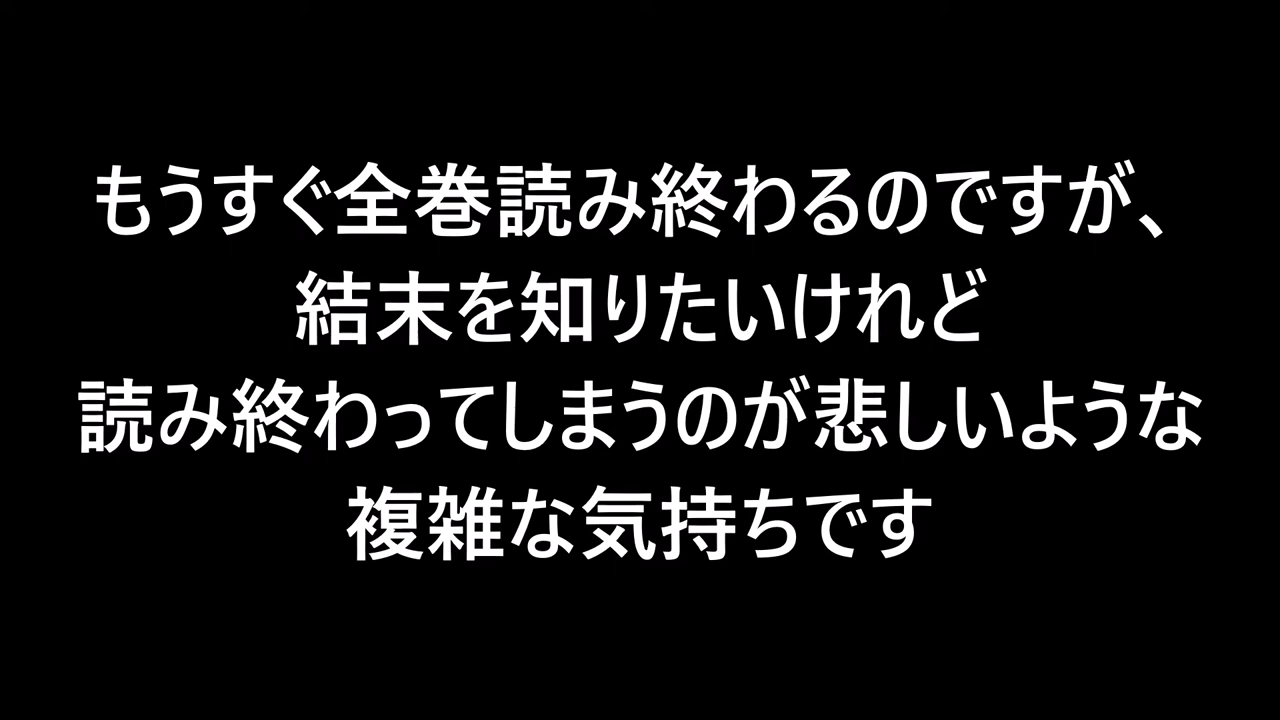 もうすぐ全巻読み終わるのですが、
結末を知りたいけれど
読み終わってしまうのが悲しいような
複雑な気持ちです